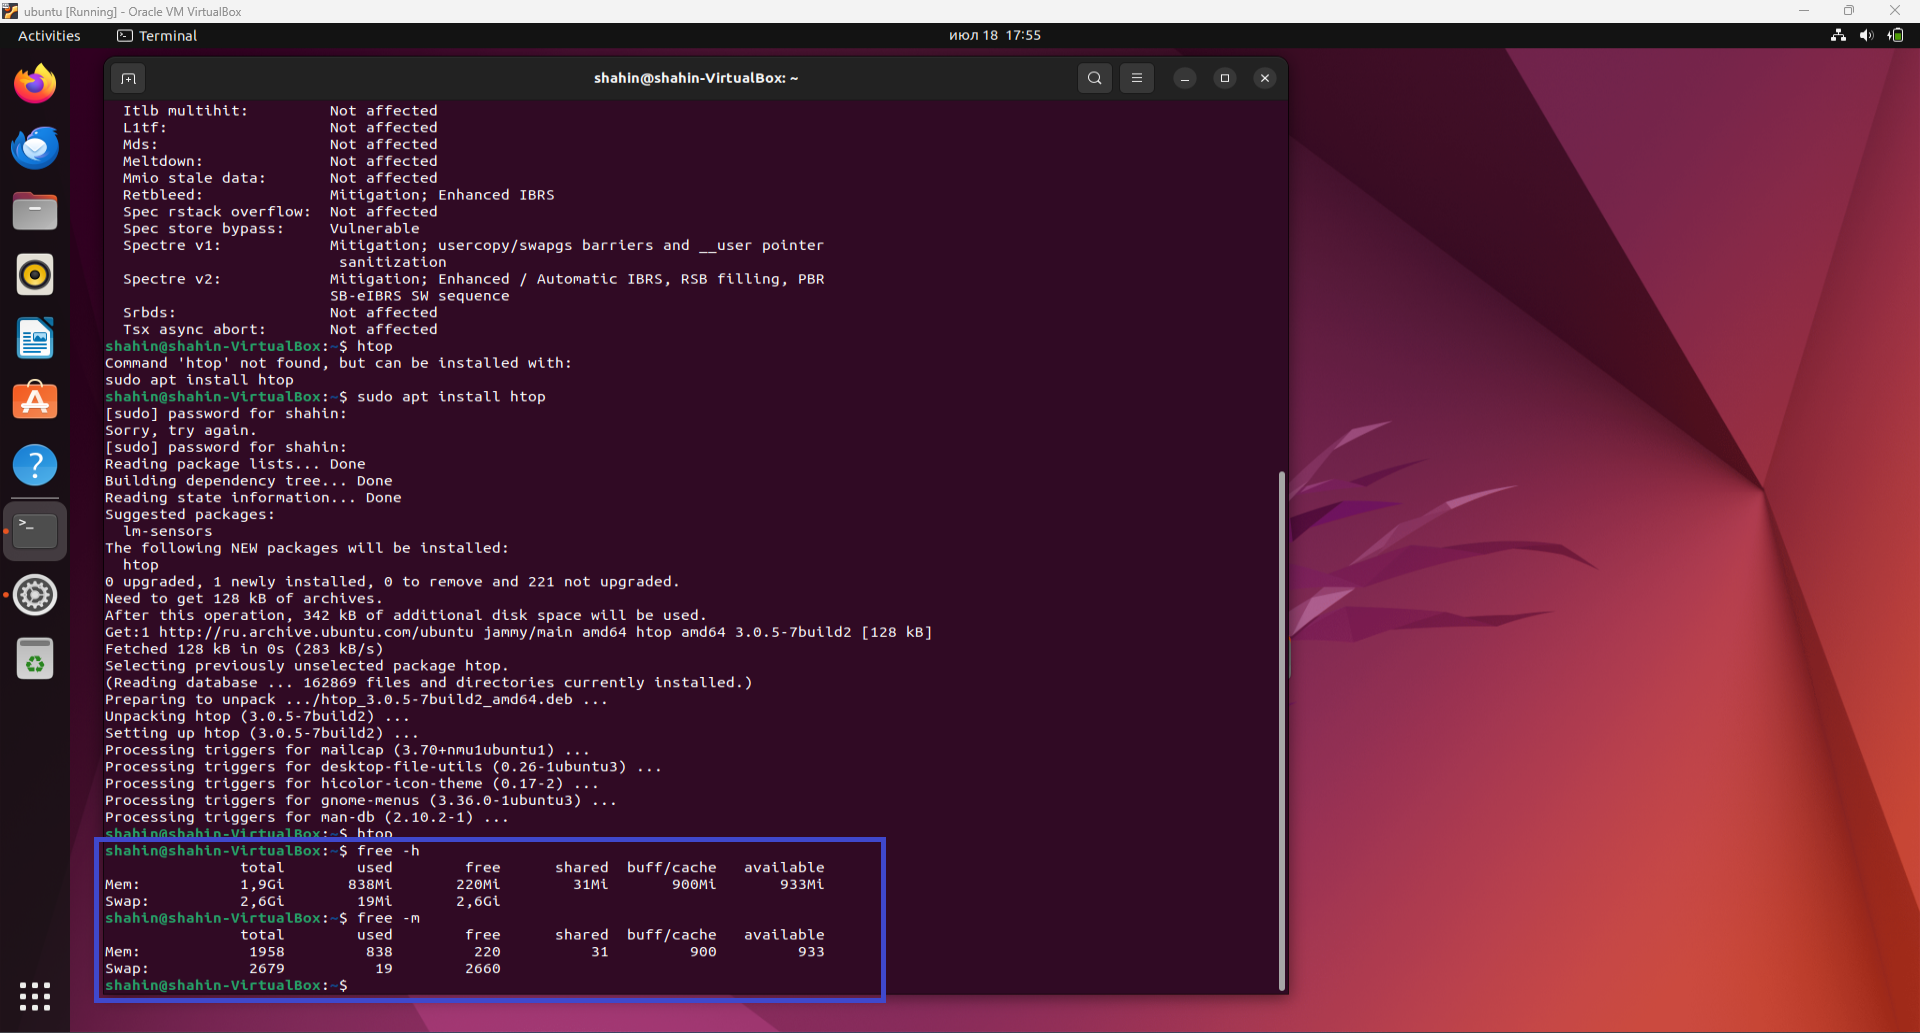 ubuntu [Running] - Oracle VM VirtualBox
Activities
Terminal
июл 18 17:55
shahin@shahin-VirtualBox: ~
Itlb multihit: Not affected
L1tf: Not affected
Mds: Not affected
Meltdown: Not affected
Mmio stale data: Not affected
Retbleed: Mitigation; Enhanced IBRS
Spec rstack overflow: Not affected
Spec store bypass: Vulnerable
Spectre v1: Mitigation; usercopy/swapgs barriers and __user pointer
sanitization
Spectre v2: Mitigation; Enhanced / Automatic IBRS, RSB filling, PBR
SB-eIBRS SW sequence
Srbds: Not affected
Tsx async abort: Not affected
shahin@shahin-VirtualBox:~$ htop
Command 'htop' not found, but can be installed with:
sudo apt install htop
shahin@shahin-VirtualBox:~$ sudo apt install htop
[sudo] password for shahin:
Sorry, try again.
[sudo] password for shahin:
Reading package lists... Done
Building dependency tree... Done
Reading state information... Done
Suggested packages:
lm-sensors
The following NEW packages will be installed:
htop
0 upgraded, 1 newly installed, 0 to remove and 221 not upgraded.
Need to get 128 kB of archives.
After this operation, 342 kB of additional disk space will be used.
Get:1 http://ru.archive.ubuntu.com/ubuntu jammy/main amd64 htop amd64 3.0.5-7build2 [128 kB]
Fetched 128 kB in 0s (283 kB/s)
Selecting previously unselected package htop.
(Reading database ... 162869 files and directories currently installed.)
Preparing to unpack .../htop_3.0.5-7build2_amd64.deb ...
Unpacking htop (3.0.5-7build2) ...
Setting up htop (3.0.5-7build2) ...
Processing triggers for mailcap (3.70+nmu1ubuntu1) ...
Processing triggers for desktop-file-utils (0.26-1ubuntu3) ...
Processing triggers for hicolor-icon-theme (0.17-2) ...
Processing triggers for gnome-menus (3.36.0-1ubuntu3) ...
Processing triggers for man-db (2.10.2-1) ...
shahin@shahin-VirtualBox:~$ htop
shahin@shahin-VirtualBox:~$ free -h
total used free shared buff/cache available
Mem: 1,9Gi 838Mi 220Mi 31Mi 900Mi 933Mi
Swap: 2,6Gi 19Mi 2,6Gi
shahin@shahin-VirtualBox:~$ free -m
total used free shared buff/cache available
Mem: 1958 838 220 31 900 933
Swap: 2679 19 2660
shahin@shahin-VirtualBox:~$